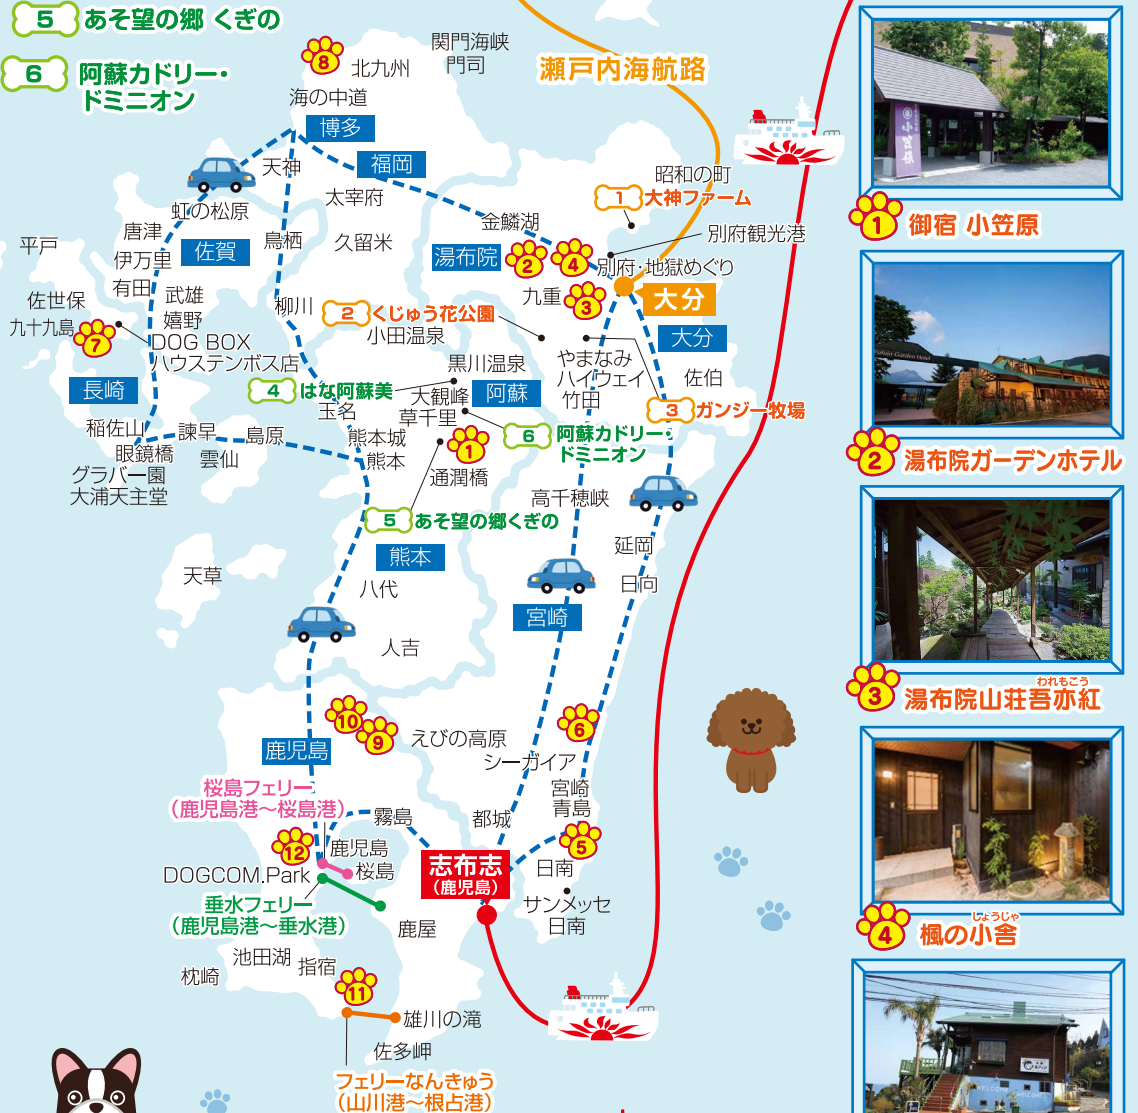 5 あそ望の郷 くぎの
6 阿蘇カドリー・
ドミニオン
8
北九州
関門海峡
門司
瀬戸内海航路
海の中道
博多
福岡
天神
太宰府
虹の松原
昭和の町
1 大神ファーム
金鱗湖
別府観光港
唐津
佐賀
鳥栖
久留米
湯布院
2
4
別府・地獄めぐり
平戸
伊万里
有田
武雄
嬉野
九重
3
大分
佐世保
九十九島
7
柳川
2 くじゅう花公園
小田温泉
大分
DOG BOX
ハウステンボス店
黒川温泉
やまなみ
ハイウェイ
竹田
佐伯
長崎
4 はな阿蘇美
大観峰
阿蘇
玉名
草千里
3 ガンジー牧場
稲佐山
諫早
島原
眼鏡橋
雲仙
グラバー園
大浦天主堂
熊本城
熊本
1
通潤橋
6 阿蘇カドリー・
ドミニオン
高千穂峡
5 あそ望の郷くぎの
熊本
延岡
天草
八代
日向
宮崎
人吉
10
9
6
鹿児島
えびの高原
シーガイア
桜島フェリー
(鹿児島港〜桜島港)
宮崎
青島
霧島
都城
12
鹿児島
5
DOGCOM.Park
桜島
志布志
(鹿児島)
日南
垂水フェリー
(鹿児島港〜垂水港)
鹿屋
サンメッセ
日南
池田湖
指宿
枕崎
11
雄川の滝
佐多岬
フェリーなんきゅう
(山川港〜根占港)
小笠原
1 御宿 小笠原
Yufuin Garden Hotel
2 湯布院ガーデンホテル
われもこう
3 湯布院山荘吾亦紅
しょうじゃ
4 楓の小舎
WELCOME
WELCOME